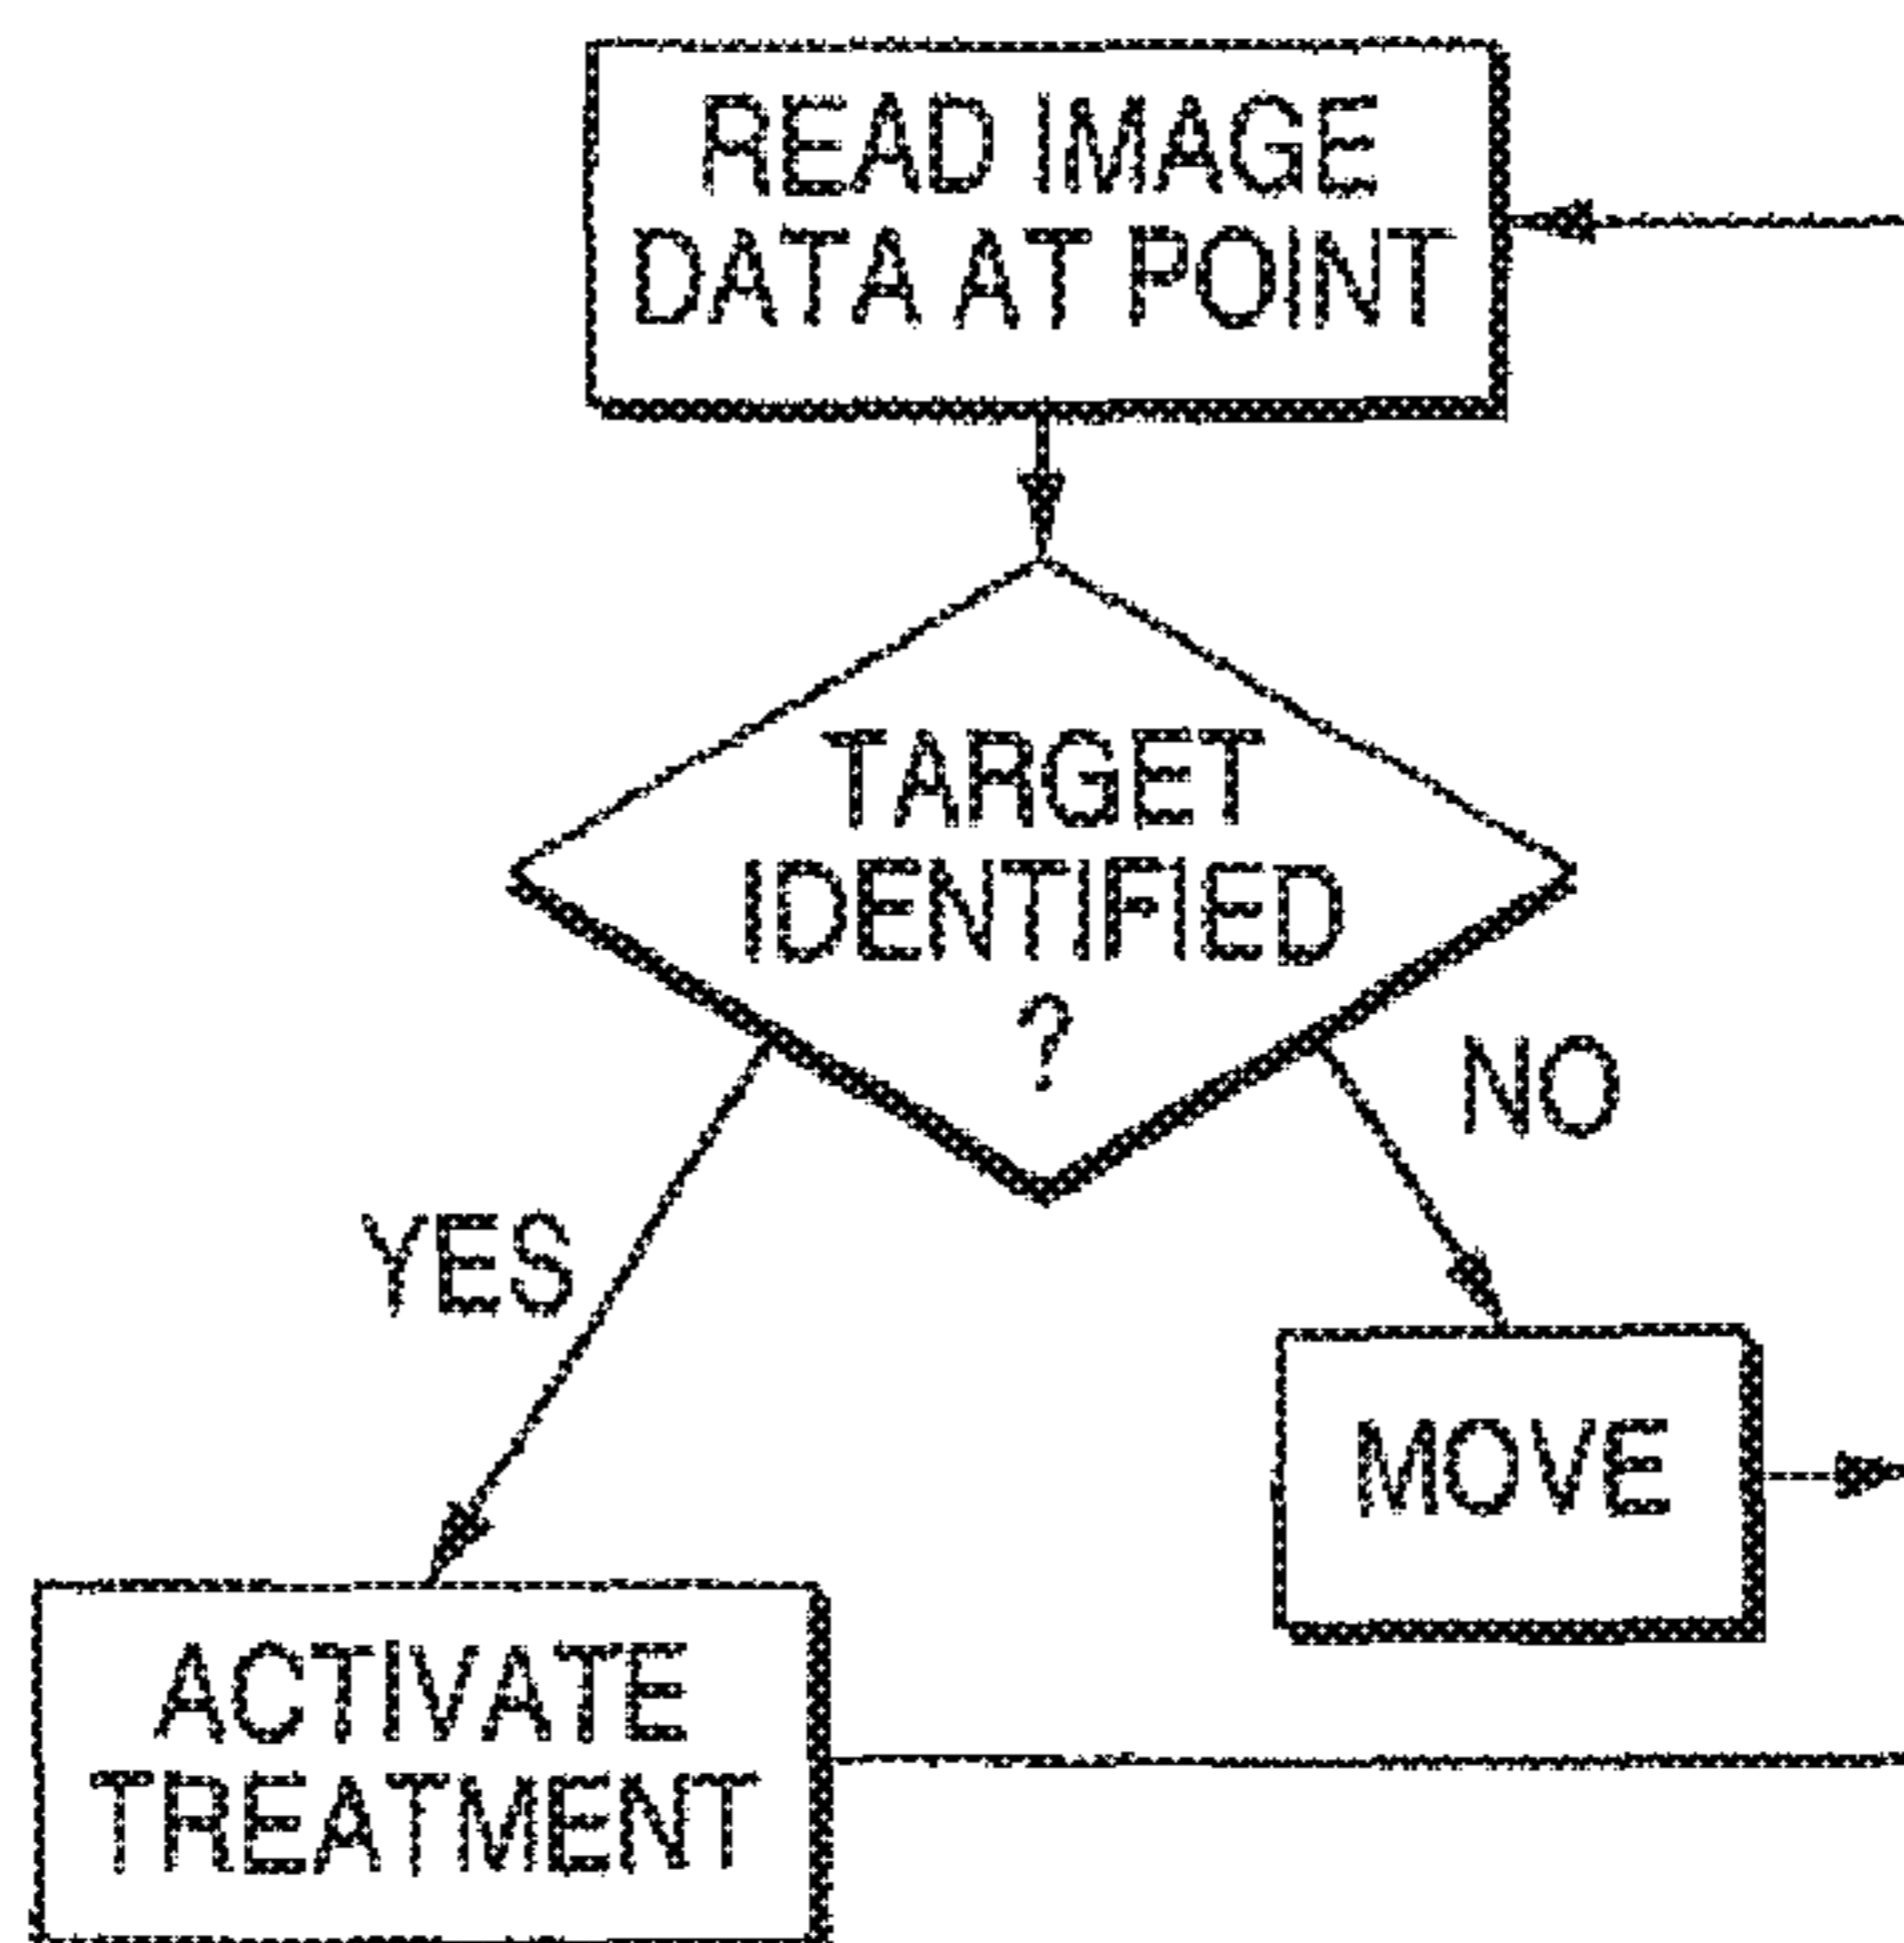 READ IMAGE
DATA AT POINT
TARGET
IDENTIFIED
?
NO
YES
MOVE
ACTIVATE
TREATMENT